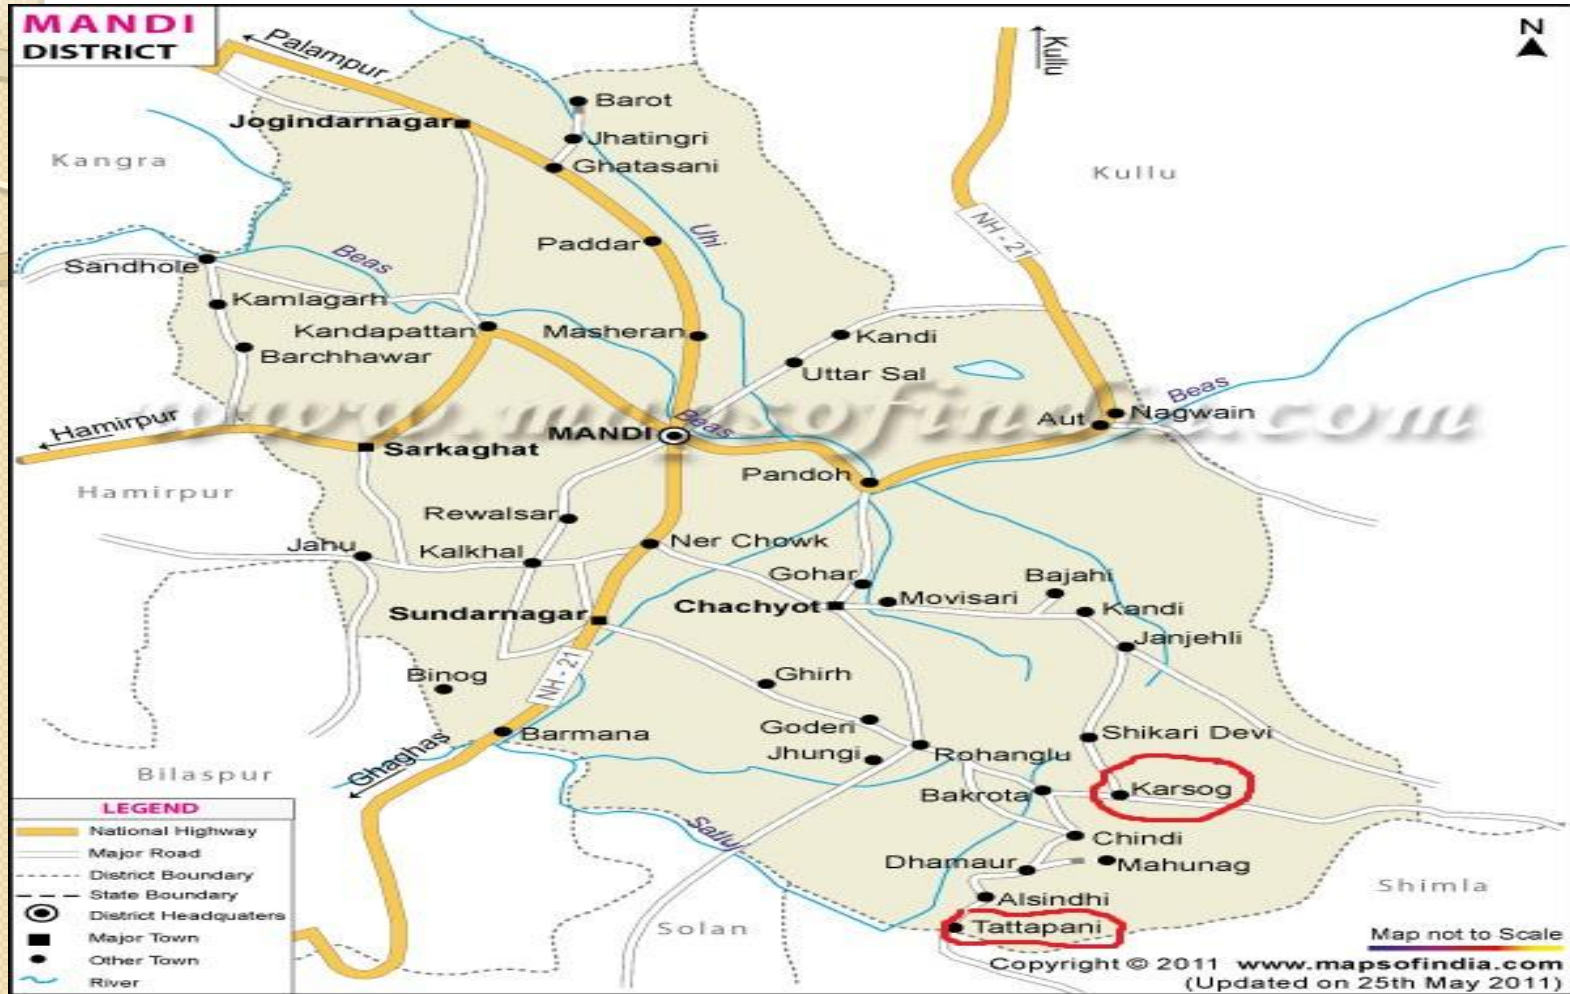 MANDI
DISTRICT
N
Palampur
Kullu
Barot
Jogindarnagar
Jhatingri
Kangra
Ghatasani
Kullu
NH - 21
Uhl
Paddar
Beas
Sandhole
Kamlagarh
Kandapattan
Masheran
Kandi
Barchhawar
Uttar Sal
Beas
www.mapsofindia.com
Hamirpur
Beas
Aut
Nagwain
MANDI
Sarkaghat
Pandoh
Hamirpur
Rewalsar
Jahu
Kalkhal
Ner Chowk
Gohar
Bajahi
Movisari
Sundarnagar
Chachyot
Kandi
Janjehli
NH - 21
Binog
Ghirh
Goderi
Barmana
Shikari Devi
Jhungi
Rohanglu
Ghaghas
Bilaspur
Bakrota
Karsog
Satluj
Chindi
Dhamaur
Mahunag
Shimla
Alsindhi
Solan
Tattapani
LEGEND
National Highway
Major Road
District Boundary
State Boundary
District Headquaters
Major Town
Other Town
River
Map not to Scale
Copyright © 2011 www.mapsofindia.com
(Updated on 25th May 2011)